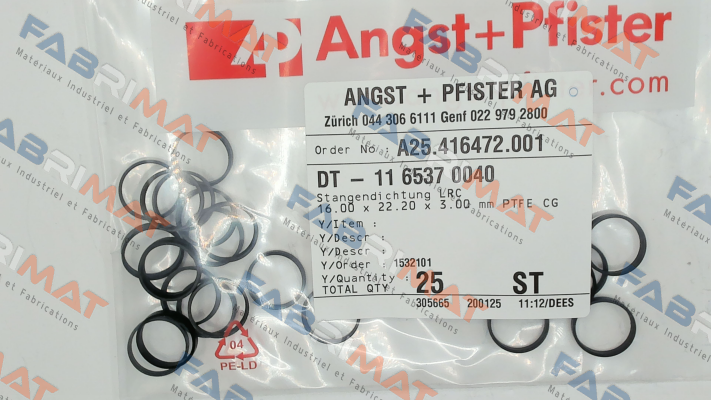 Angst+Pfister
ANGST + PFISTER AG
Zürich 044 306 6111 Genf 022 979 2800
Order No : A25.416472.001
DT - 11 6537 0040
Stangendichtung LRC
16.00 x 22.20 x 3.00 mm PTFE CG
Y/Item :
Y/Descr :
Y/Descr :
Y/Order : 1532101
Y/Quantity :
TOTAL QTY 25 ST
305665 200125 11:12/DEES
04
PE-LD
FABRIMAT
Matériaux Industriel et Fabrications